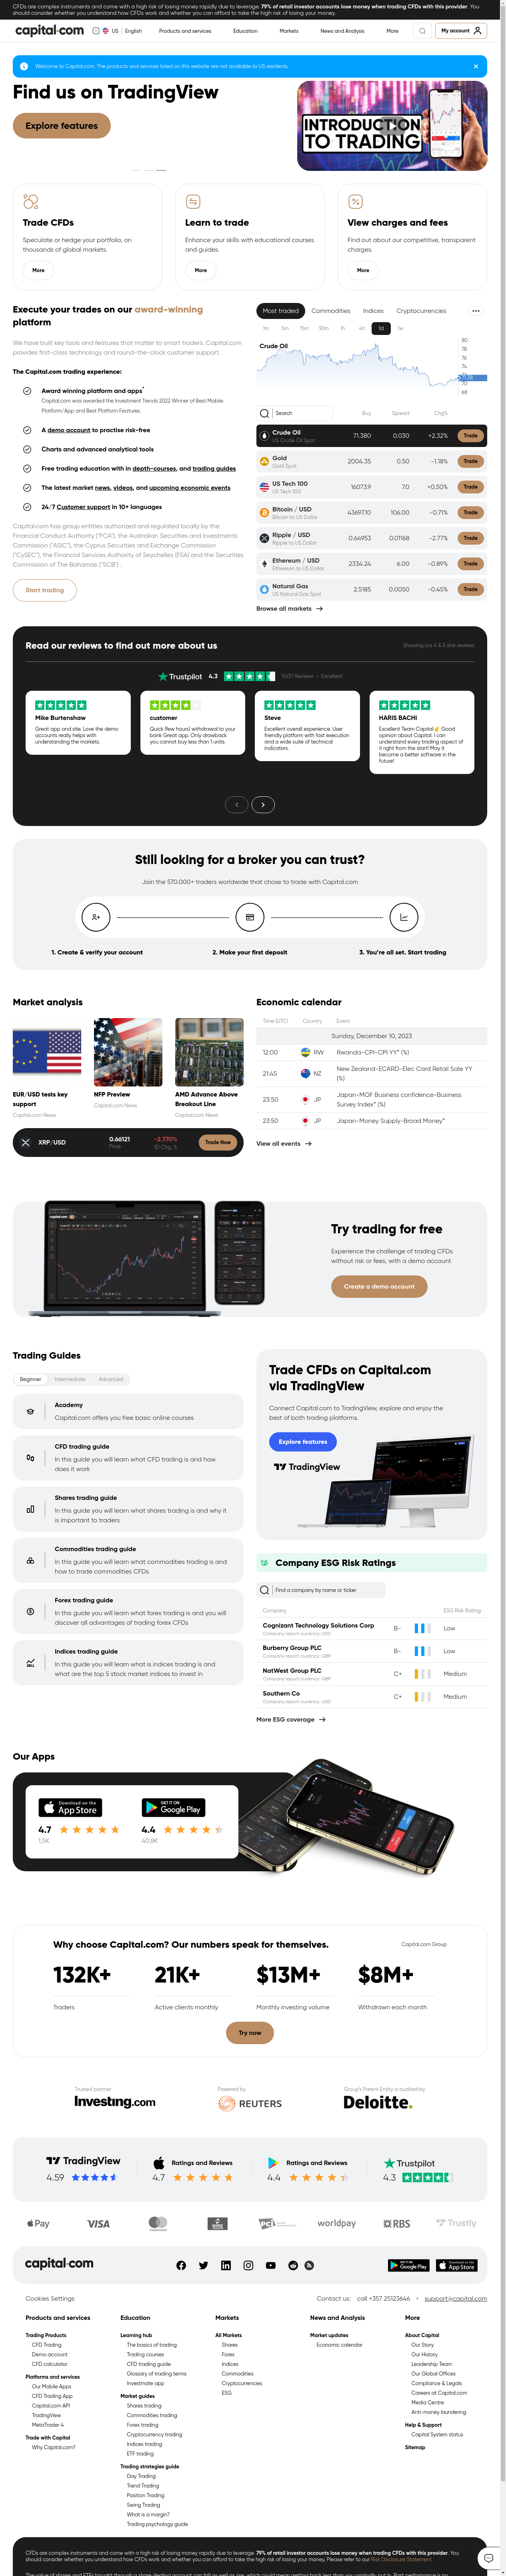 CFDs are complex instruments and come with a high risk of losing money rapidly due to leverage. 79% of retail investor accounts lose money when trading CFDs with this provider. You
should consider whether you understand how CFDs work and whether you can afford to take the high risk of losing your money.
capital.com
US English
Products and services
Education
Markets
News and Analysis
More
My account
Welcome to Capital.com. The products and services listed on this website are not available to US residents.
Find us on TradingView
Explore features
INTRODUCTION
TO TRADING
Trade CFDs
Speculate or hedge your portfolio, on
thousands of global markets.
More
Learn to trade
Enhance your skills with educational courses
and guides.
More
View charges and fees
Find out about our competitive, transparent
charges.
More
Execute your trades on our award-winning
platform
We have built key tools and features that matter to smart traders. Capital.com
provides first-class technology and round-the-clock customer support.
The Capital.com trading experience:
Award winning platform and apps*
Capital.com was awarded the Investment Trends 2022 Winner of Best Mobile
Platform/App and Best Platform Features.
A demo account to practise risk-free
Charts and advanced analytical tools
Free trading education with in depth-courses, and trading guides
The latest market news, videos, and upcoming economic events
24/7 Customer support in 10+ languages
Capital.com has group entities authorized and regulated locally by the
Financial Conduct Authority ("FCA"), the Australian Securities and Investments
Commission ("ASIC"), the Cyprus Securities and Exchange Commission
("CySEC"), the Financial Services Authority of Seychelles (FSA) and the Securities
Commission of The Bahamas ("SCB") .
Start trading
Most traded
Commodities
Indices
Cryptocurrencies
1m 5m 15m 30m 1h 4h 1d 1w
Crude Oil
80
78
76
74
70
68
Search
Buy Spread Chg%
Crude Oil 71.380 0.030 +2.32% Trade
US Crude Oil Spot
Gold 2004.35 0.50 -1.18% Trade
Gold Spot
US Tech 100 16073.9 7.0 +0.50% Trade
US Tech 100
Bitcoin / USD 43697.10 106.00 -0.71% Trade
Bitcoin to US Dollar
Ripple / USD 0.64953 0.01168 -2.77% Trade
Ripple to US Dollar
Ethereum / USD 2334.24 6.00 -0.89% Trade
Ethereum to US Dollar
Natural Gas 2.5185 0.0050 -0.45% Trade
US Natural Gas Spot
Browse all markets
Read our reviews to find out more about us
Showing our 4 & 5 star reviews
Trustpilot 4.3 9437 Reviews • Excellent
Mike Burtenshaw
Great app and site. Love the demo
accounts really helps with
understanding the markets.
customer
Quick (few hours) withdrawal to your
bank Great app. Only drawback
you cannot buy less than 1 units.
Steve
Excellent overall experience. User
friendly platform with fast execution
and a wide suite of technical
indicators.
HARIS BACHI
Excellent Team Capital Good
opinion about Capital. I can
understand every trading aspect of
it right from the start! May it
become a better software in the
future!
Still looking for a broker you can trust?
Join the 570.000+ traders worldwide that chose to trade with Capital.com
1. Create & verify your account
2. Make your first deposit
3. You're all set. Start trading
Market analysis
EUR/USD tests key
support
Capital.com News
NFP Preview
Capital.com News
AMD Advance Above
Breakout Line
Capital.com News
XRP/USD 0.66121 -2.770% Trade Now
Price 1D Chg, %
Economic calendar
Time (UTC) Country Event
Sunday, December 10, 2023
12:00 RW Rwanda-CPI-CPI YY* (%)
21:45 NZ New Zealand-ECARD-Elec Card Retail Sale YY
(%)
23:50 JP Japan-MOF Business confidence-Business
Survey Index* (%)
23:50 JP Japan-Money Supply-Broad Money*
View all events
Try trading for free
Experience the challenge of trading CFDs
without risk or fees, with a demo account
Create a demo account
Trading Guides
Beginner Intermediate Advanced
Academy
Capital.com offers you free basic online courses
CFD trading guide
In this guide you will learn what CFD trading is and how
does it work
Shares trading guide
In this guide you will learn what shares trading is and why it
is important to traders
Commodities trading guide
In this guide you will learn what commodities trading is and
how to trade commodities CFDs
Forex trading guide
In this guide you will learn what forex trading is and you will
discover all advantages of trading forex CFDs
Indices trading guide
In this guide you will learn what is indices trading is and
what are the top 5 stock market indices to invest in
Trade CFDs on Capital.com
via TradingView
Connect Capital.com to TradingView, explore and enjoy the
best of both trading platforms.
Explore features
TradingView
Company ESG Risk Ratings
Find a company by name or ticker
Company ESG Risk Rating
Cognizant Technology Solutions Corp B- Low
Company report currency: USD
Burberry Group PLC B- Low
Company report currency: GBP
NatWest Group PLC C+ Medium
Company report currency: GBP
Southern Co C+ Medium
Company report currency: USD
More ESG coverage
Our Apps
Download on the
App Store
4.7
1,5K
GET IT ON
Google Play
4.4
40,8K
Why choose Capital.com? Our numbers speak for themselves.
Capital.com Group
132K+
Traders
21K+
Active clients monthly
$13M+
Monthly investing volume
$8M+
Withdrawn each month
Try now
Trusted partner
Investing.com
Powered by
REUTERS
Group's Parent Entity is audited by
Deloitte.
TradingView
4.59
Ratings and Reviews
4.7
Ratings and Reviews
4.4
Trustpilot
4.3
Pay
VISA
mastercard
PCI
worldpay
RBS
Trustly
capital.com
GET IT ON
Google Play
Download on the
App Store
Cookies Settings
Contact us: call +357 25123646 • support@capital.com
Products and services
Trading Products
CFD Trading
Demo account
CFD calculator
Platforms and services
Our Mobile Apps
CFD Trading App
Capital.com API
TradingView
MetaTrader 4
Trade with Capital
Why Capital.com?
Education
Learning hub
The basics of trading
Trading courses
CFD trading guide
Glossary of trading terms
Investmate app
Market guides
Shares trading
Commodities trading
Forex trading
Cryptocurrency trading
Indices trading
ETF trading
Trading strategies guide
Day Trading
Trend Trading
Position Trading
Swing Trading
What is a margin?
Trading psychology guide
Markets
All Markets
Shares
Forex
Indices
Commodities
Cryptocurrencies
ESG
News and Analysis
Market updates
Economic calendar
More
About Capital
Our Story
Our History
Leadership Team
Our Global Offices
Compliance & Legals
Careers at Capital.com
Media Centre
Anti-money laundering
Help & Support
Capital System status
Sitemap
CFDs are complex instruments and come with a high risk of losing money rapidly due to leverage. 79% of retail investor accounts lose money when trading CFDs with this provider. You
should consider whether you understand how CFDs work and whether you can afford to take the high risk of losing your money. Please refer to our Risk Disclosure Statement.